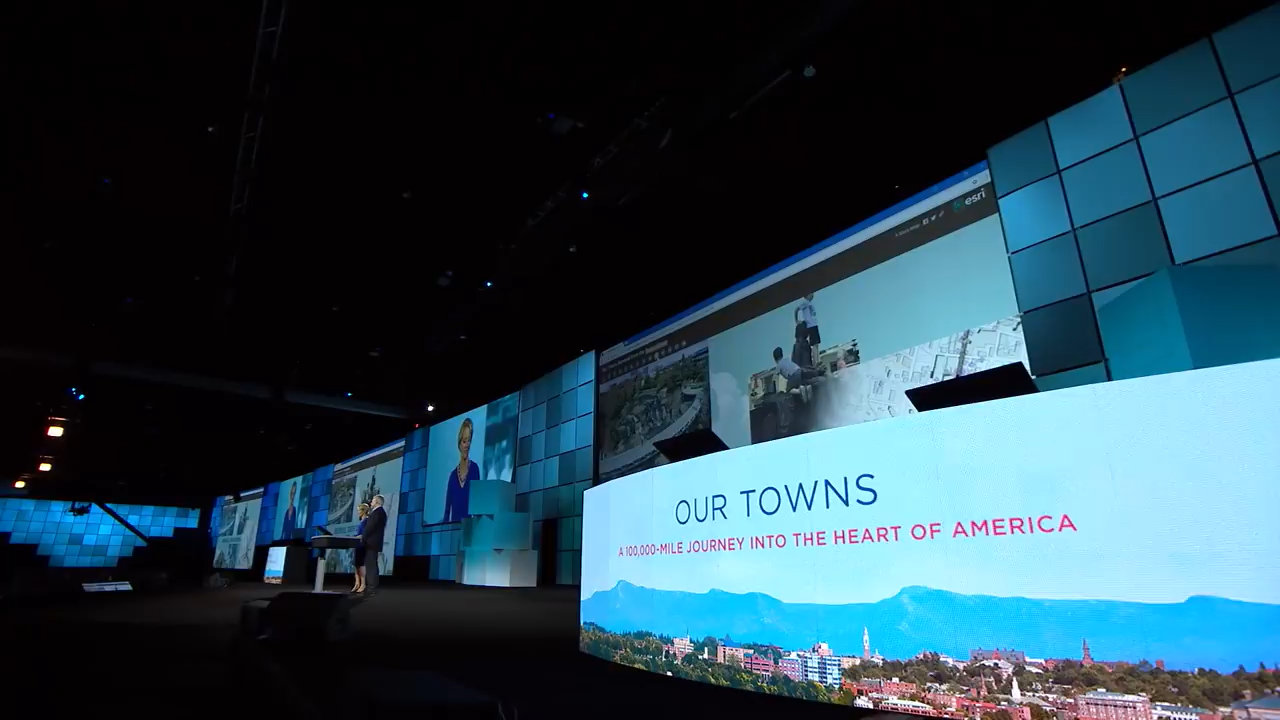 esri
OUR TOWNS
A 100,000-MILE JOURNEY INTO THE HEART OF AMERICA